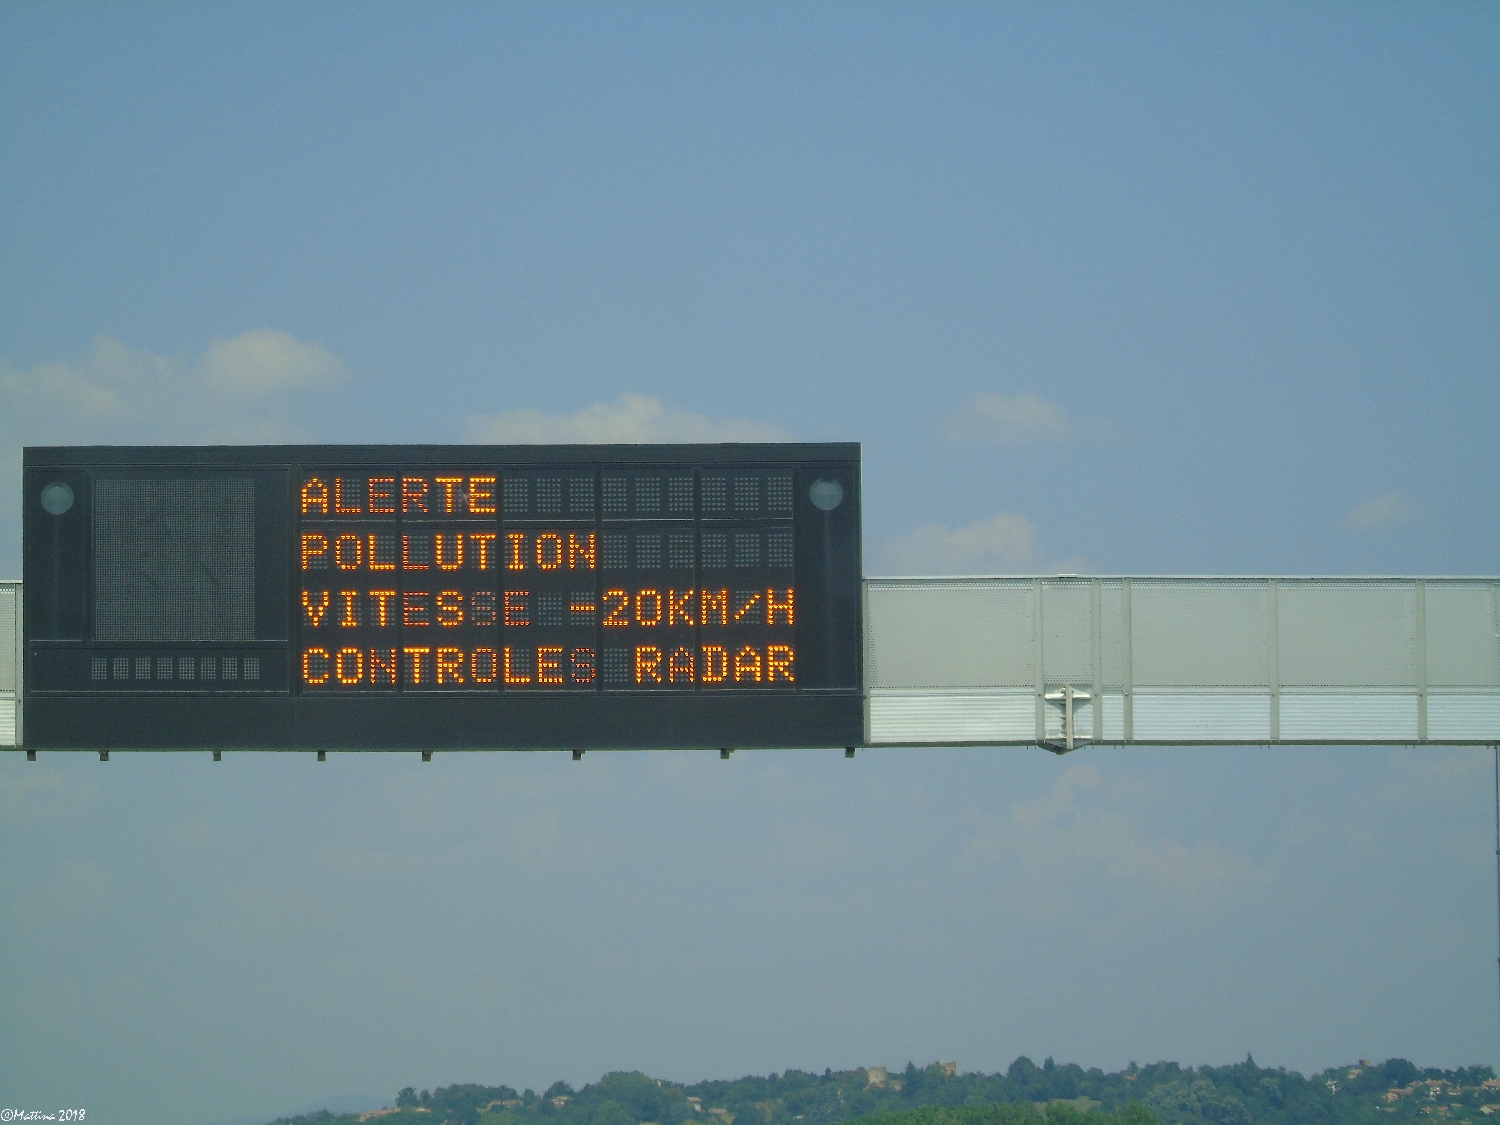 ALERTE
POLLUTION
VITESSE -20KM/H
CONTROLES RADAR
©Mattina 2018